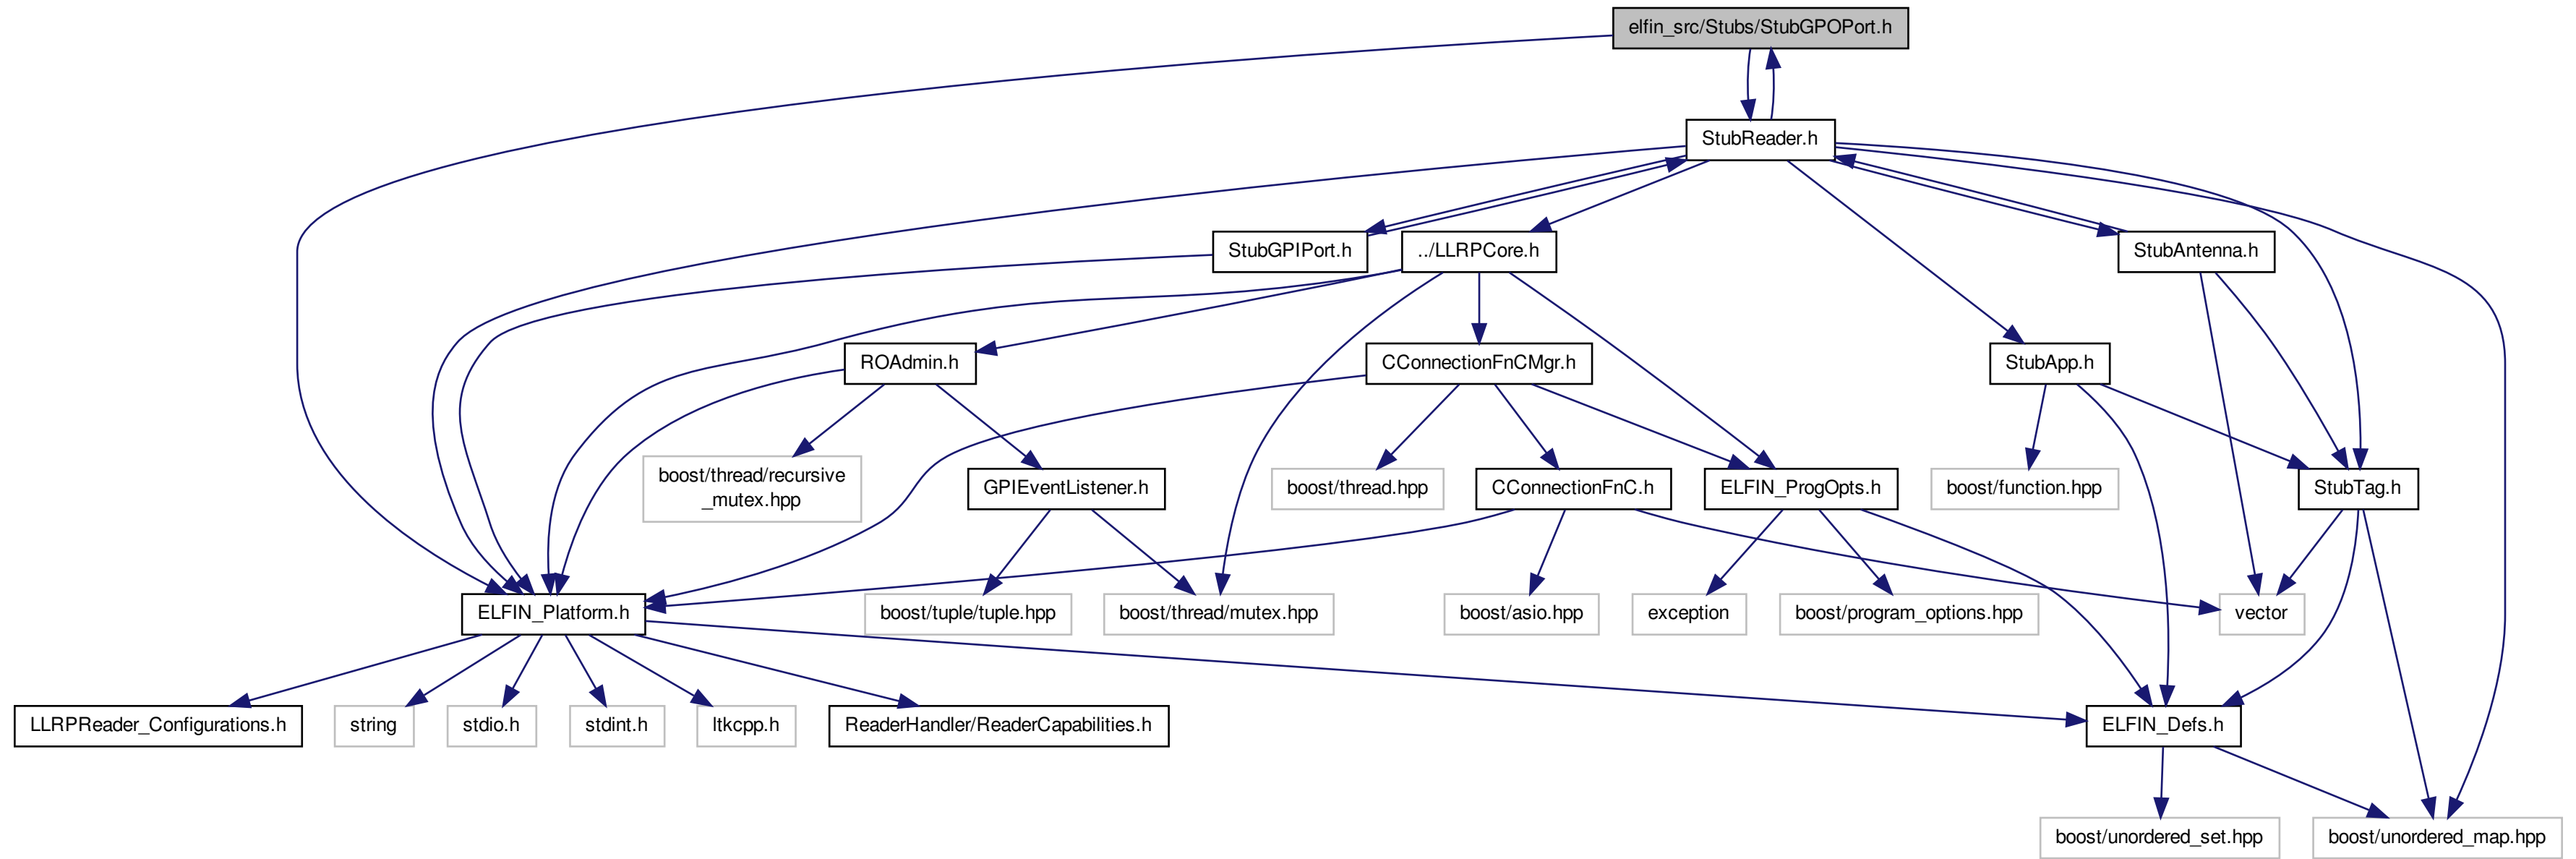 elfin_src/Stubs/StubGPOPort.h
StubReader.h
StubGPIPort.h
../LLRPCore.h
StubAntenna.h
ROAdmin.h
CConnectionFnCMgr.h
StubApp.h
boost/thread/recursive
_mutex.hpp
GPIEventListener.h
boost/thread.hpp
CConnectionFnC.h
ELFIN_ProgOpts.h
boost/function.hpp
StubTag.h
ELFIN_Platform.h
boost/tuple/tuple.hpp
boost/thread/mutex.hpp
boost/asio.hpp
exception
boost/program_options.hpp
vector
LLRPReader_Configurations.h
string
stdio.h
stdint.h
ltkcpp.h
ReaderHandler/ReaderCapabilities.h
ELFIN_Defs.h
boost/unordered_set.hpp
boost/unordered_map.hpp